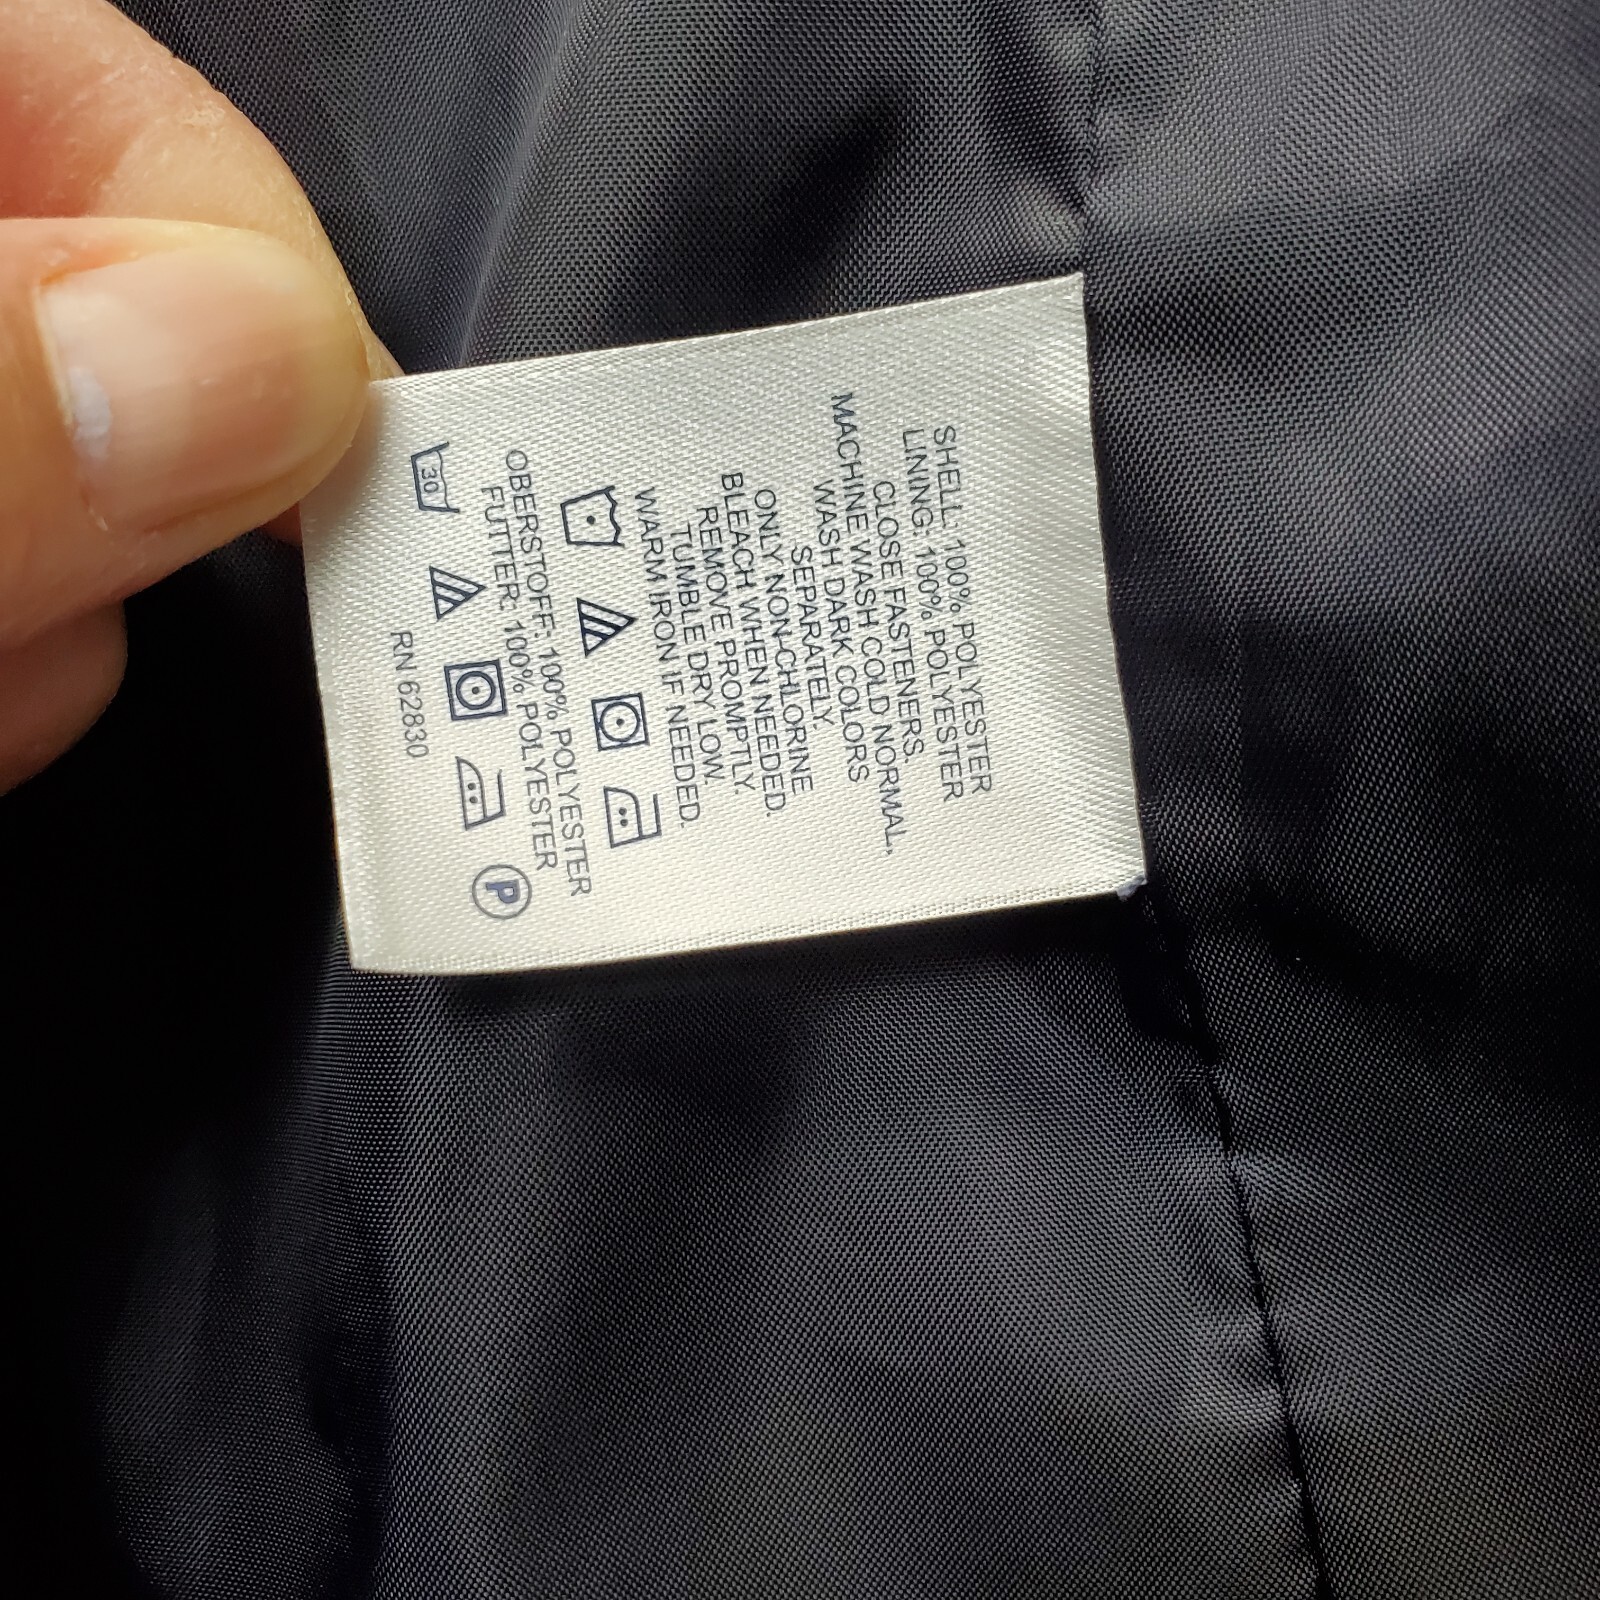 SHELL: 100% POLYESTER
LINING: 100% POLYESTER
CLOSE FASTENERS.
MACHINE WASH COLD NORMAL,
WASH DARK COLORS
SEPARATELY.
ONLY NON-CHLORINE
BLEACH WHEN NEEDED.
REMOVE PROMPTLY.
TUMBLE DRY LOW.
WARM IRON IF NEEDED.
OBERSTOFF: 100% POLYESTER
FUTTER: 100% POLYESTER
30 P
RN 62830